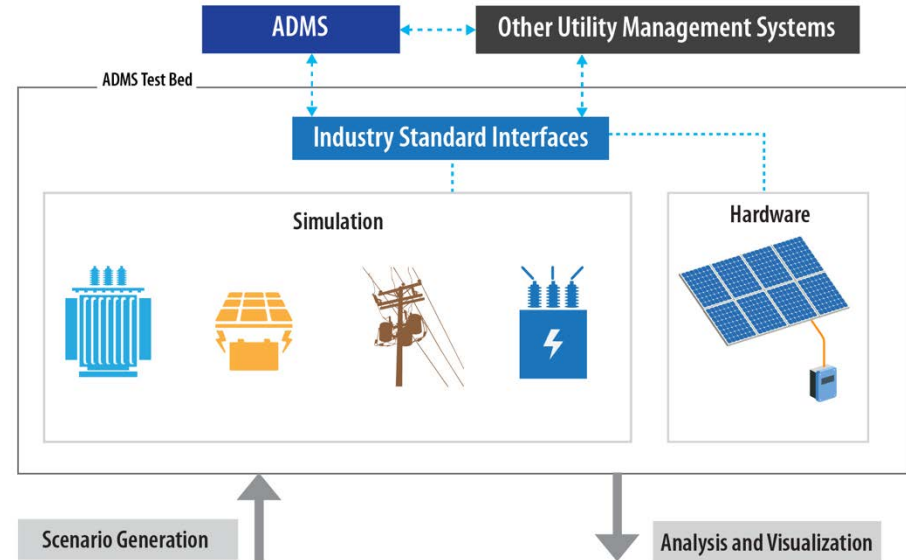 ADMS
Other Utility Management Systems
ADMS Test Bed
Industry Standard Interfaces
Simulation
Hardware
Scenario Generation
Analysis and Visualization